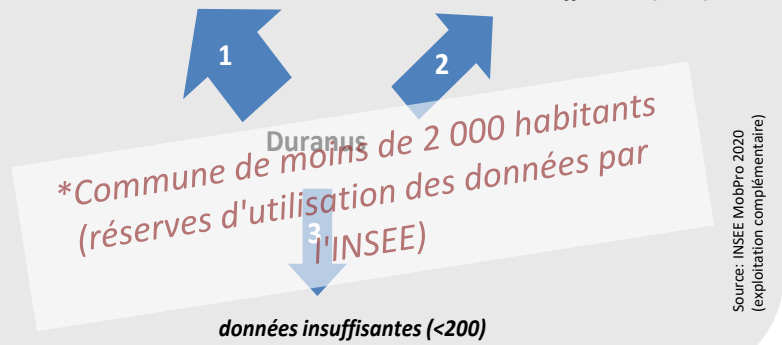 1
2
Duranus
*Commune de moins de 2 000 habitants
(réserves d'utilisation des données par
l'INSEE)
3
données insuffisantes (<200)
Source: INSEE MobPro 2020
(exploitation complémentaire)